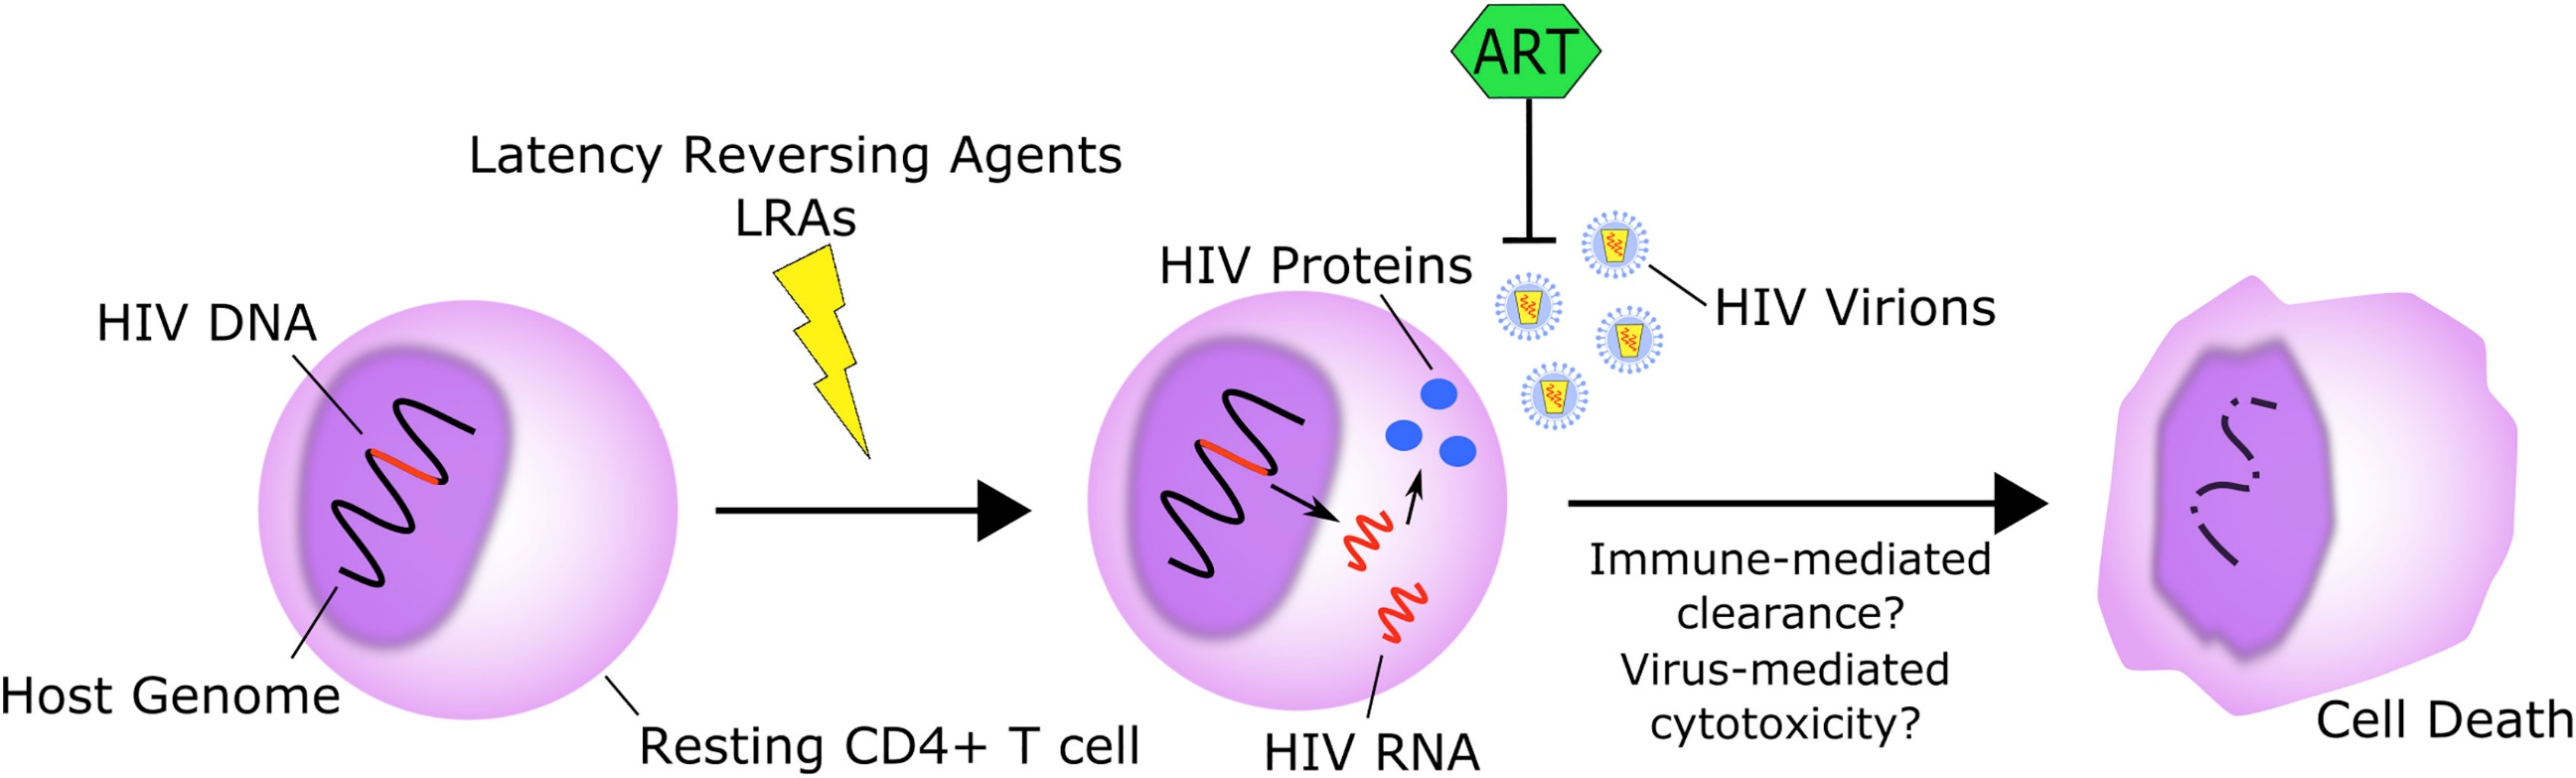 ART
Latency Reversing Agents
LRAs
HIV Proteins
HIV DNA
HIV Virions
Immune-mediated
clearance?
Virus-mediated
cytotoxicity?
Host Genome
Resting CD4+ T cell
HIV RNA
Cell Death